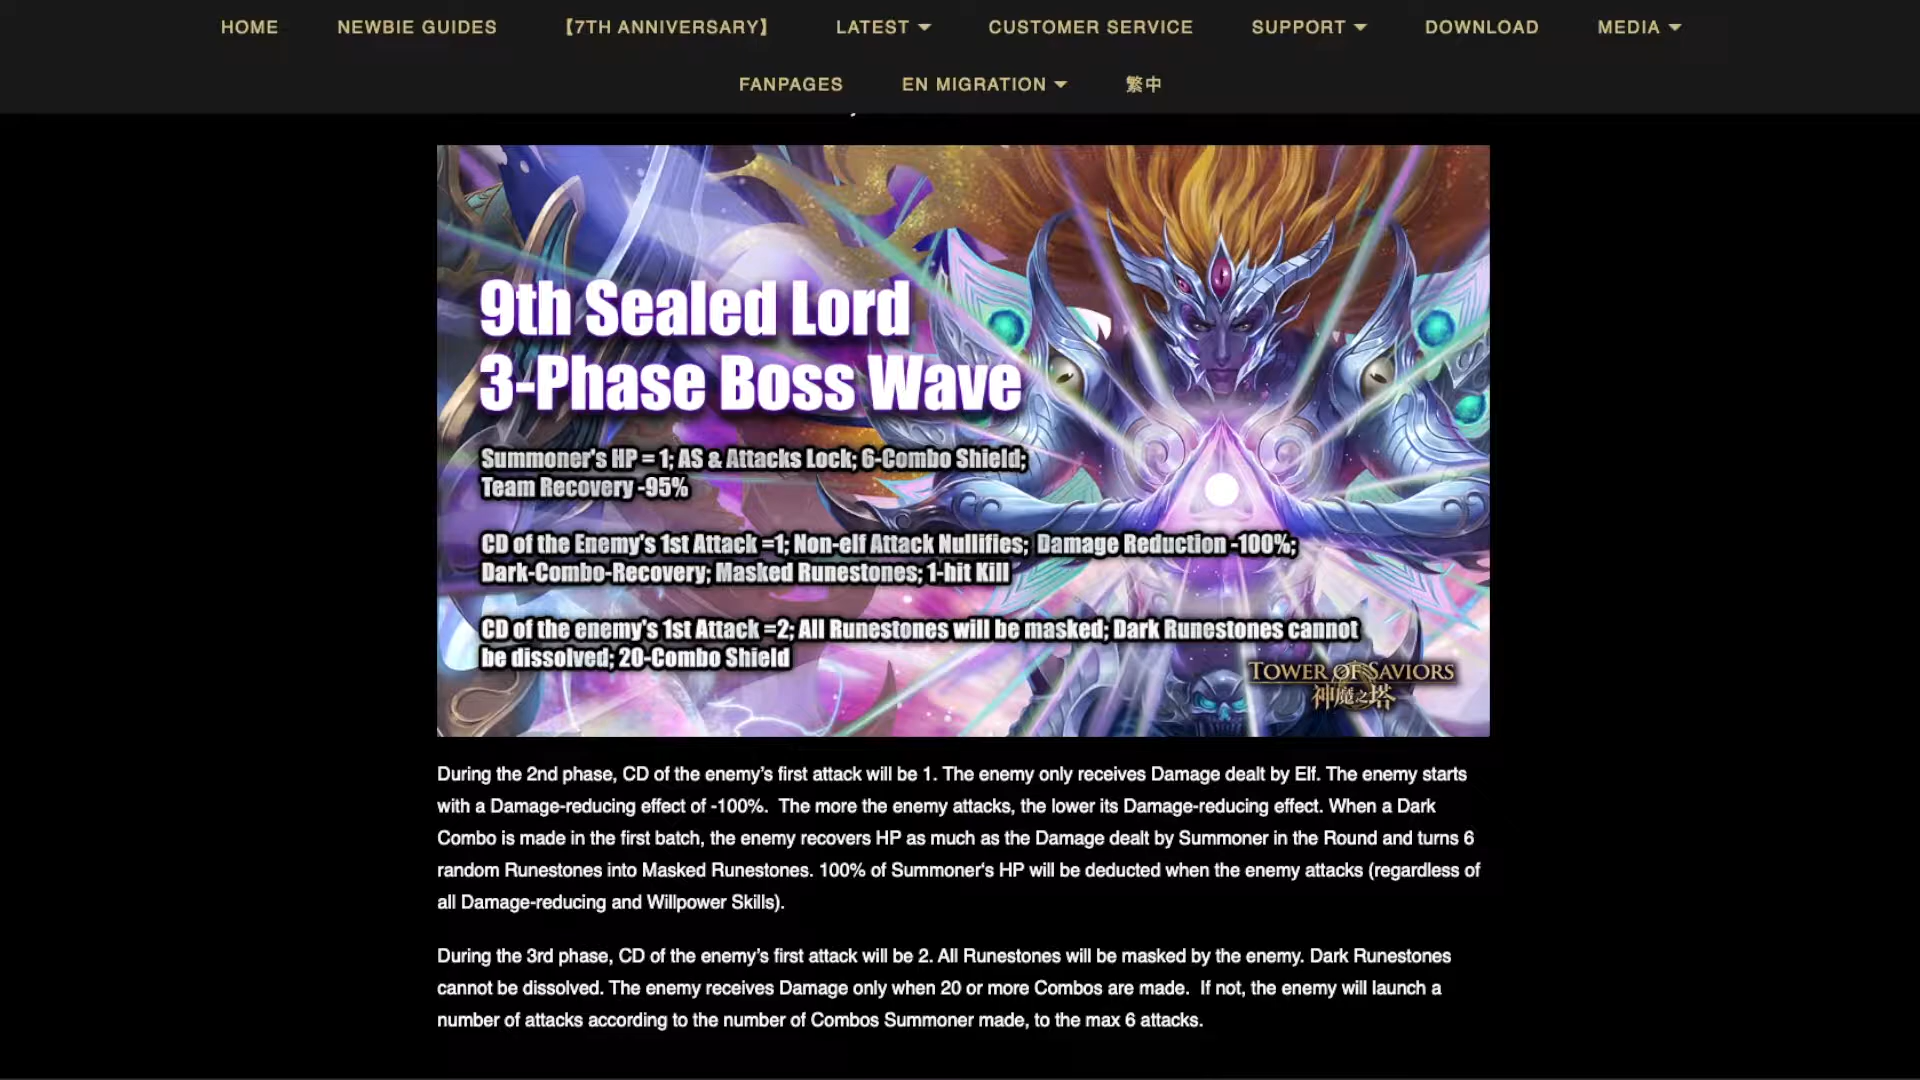 HOME NEWBIE GUIDES 【7TH ANNIVERSARY】 LATEST CUSTOMER SERVICE SUPPORT DOWNLOAD MEDIA
FANPAGES EN MIGRATION 繁中
9th Sealed Lord
3-Phase Boss Wave
Summoner's HP = 1; AS & Attacks Lock; 6-Combo Shield;
Team Recovery -95%
CD of the Enemy's 1st Attack =1; Non-elf Attack Nullifies; Damage Reduction -100%;
Dark-Combo-Recovery; Masked Runestones; 1-hit Kill
CD of the enemy's 1st Attack =2; All Runestones will be masked; Dark Runestones cannot
be dissolved; 20-Combo Shield
TOWER OF SAVIORS
神魔之塔
During the 2nd phase, CD of the enemy’s first attack will be 1. The enemy only receives Damage dealt by Elf. The enemy starts
with a Damage-reducing effect of -100%.  The more the enemy attacks, the lower its Damage-reducing effect. When a Dark
Combo is made in the first batch, the enemy recovers HP as much as the Damage dealt by Summoner in the Round and turns 6
random Runestones into Masked Runestones. 100% of Summoner‘s HP will be deducted when the enemy attacks (regardless of
all Damage-reducing and Willpower Skills).
During the 3rd phase, CD of the enemy’s first attack will be 2. All Runestones will be masked by the enemy. Dark Runestones
cannot be dissolved. The enemy receives Damage only when 20 or more Combos are made.  If not, the enemy will launch a
number of attacks according to the number of Combos Summoner made, to the max 6 attacks.